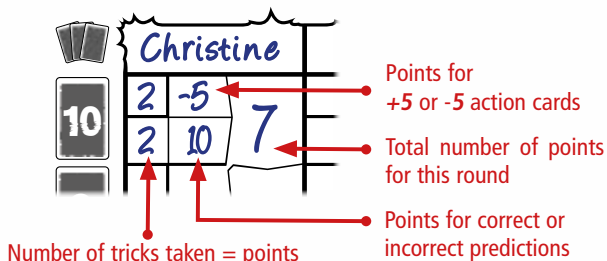 Christine
10
2 -5
2 10
7
Points for
+5 or -5 action cards
Total number of points
for this round
Points for correct or
incorrect predictions
Number of tricks taken = points